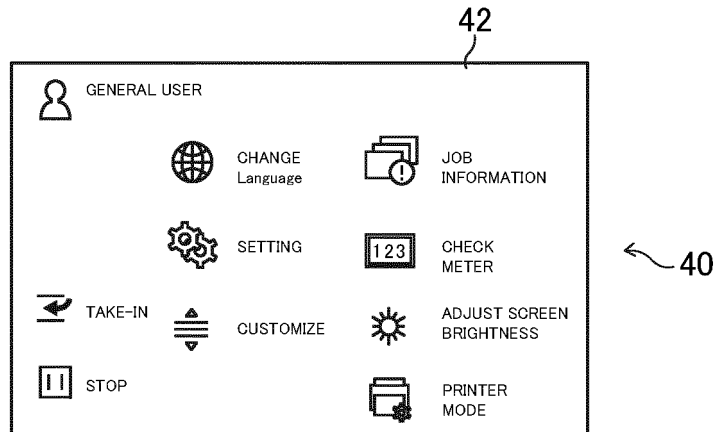 42
GENERAL USER
CHANGE
Language
JOB
INFORMATION
SETTING
123
CHECK
METER
40
TAKE-IN
CUSTOMIZE
ADJUST SCREEN
BRIGHTNESS
STOP
PRINTER
MODE